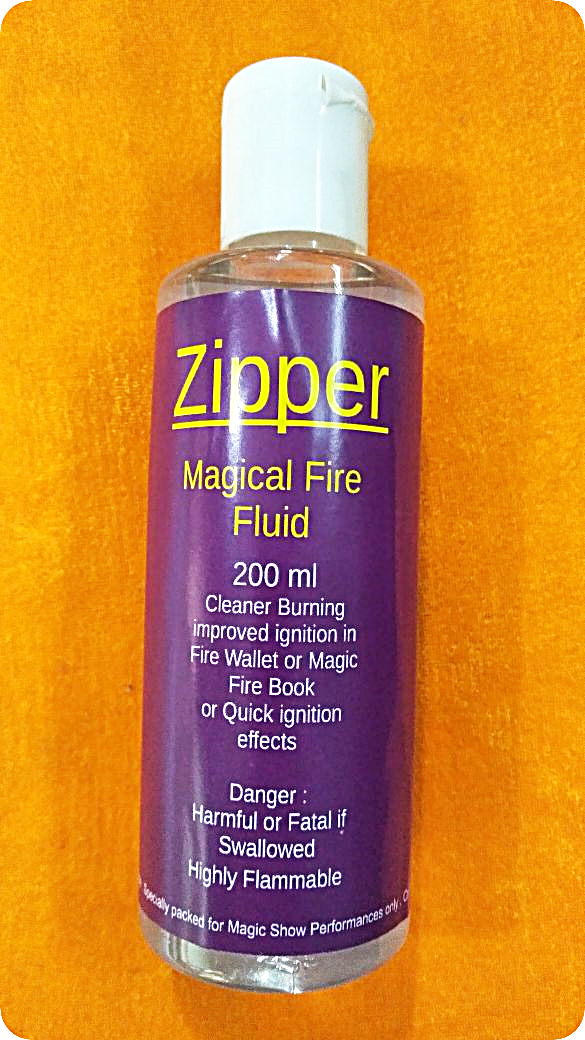 Zipper
Magical Fire
Fluid
200 ml
Cleaner Burning
improved ignition in
Fire Wallet or Magic
Fire Book
or Quick ignition
effects
Danger :
Harmful or Fatal if
Swallowed
Highly Flammable
Specially packed for Magic Show Performances only.